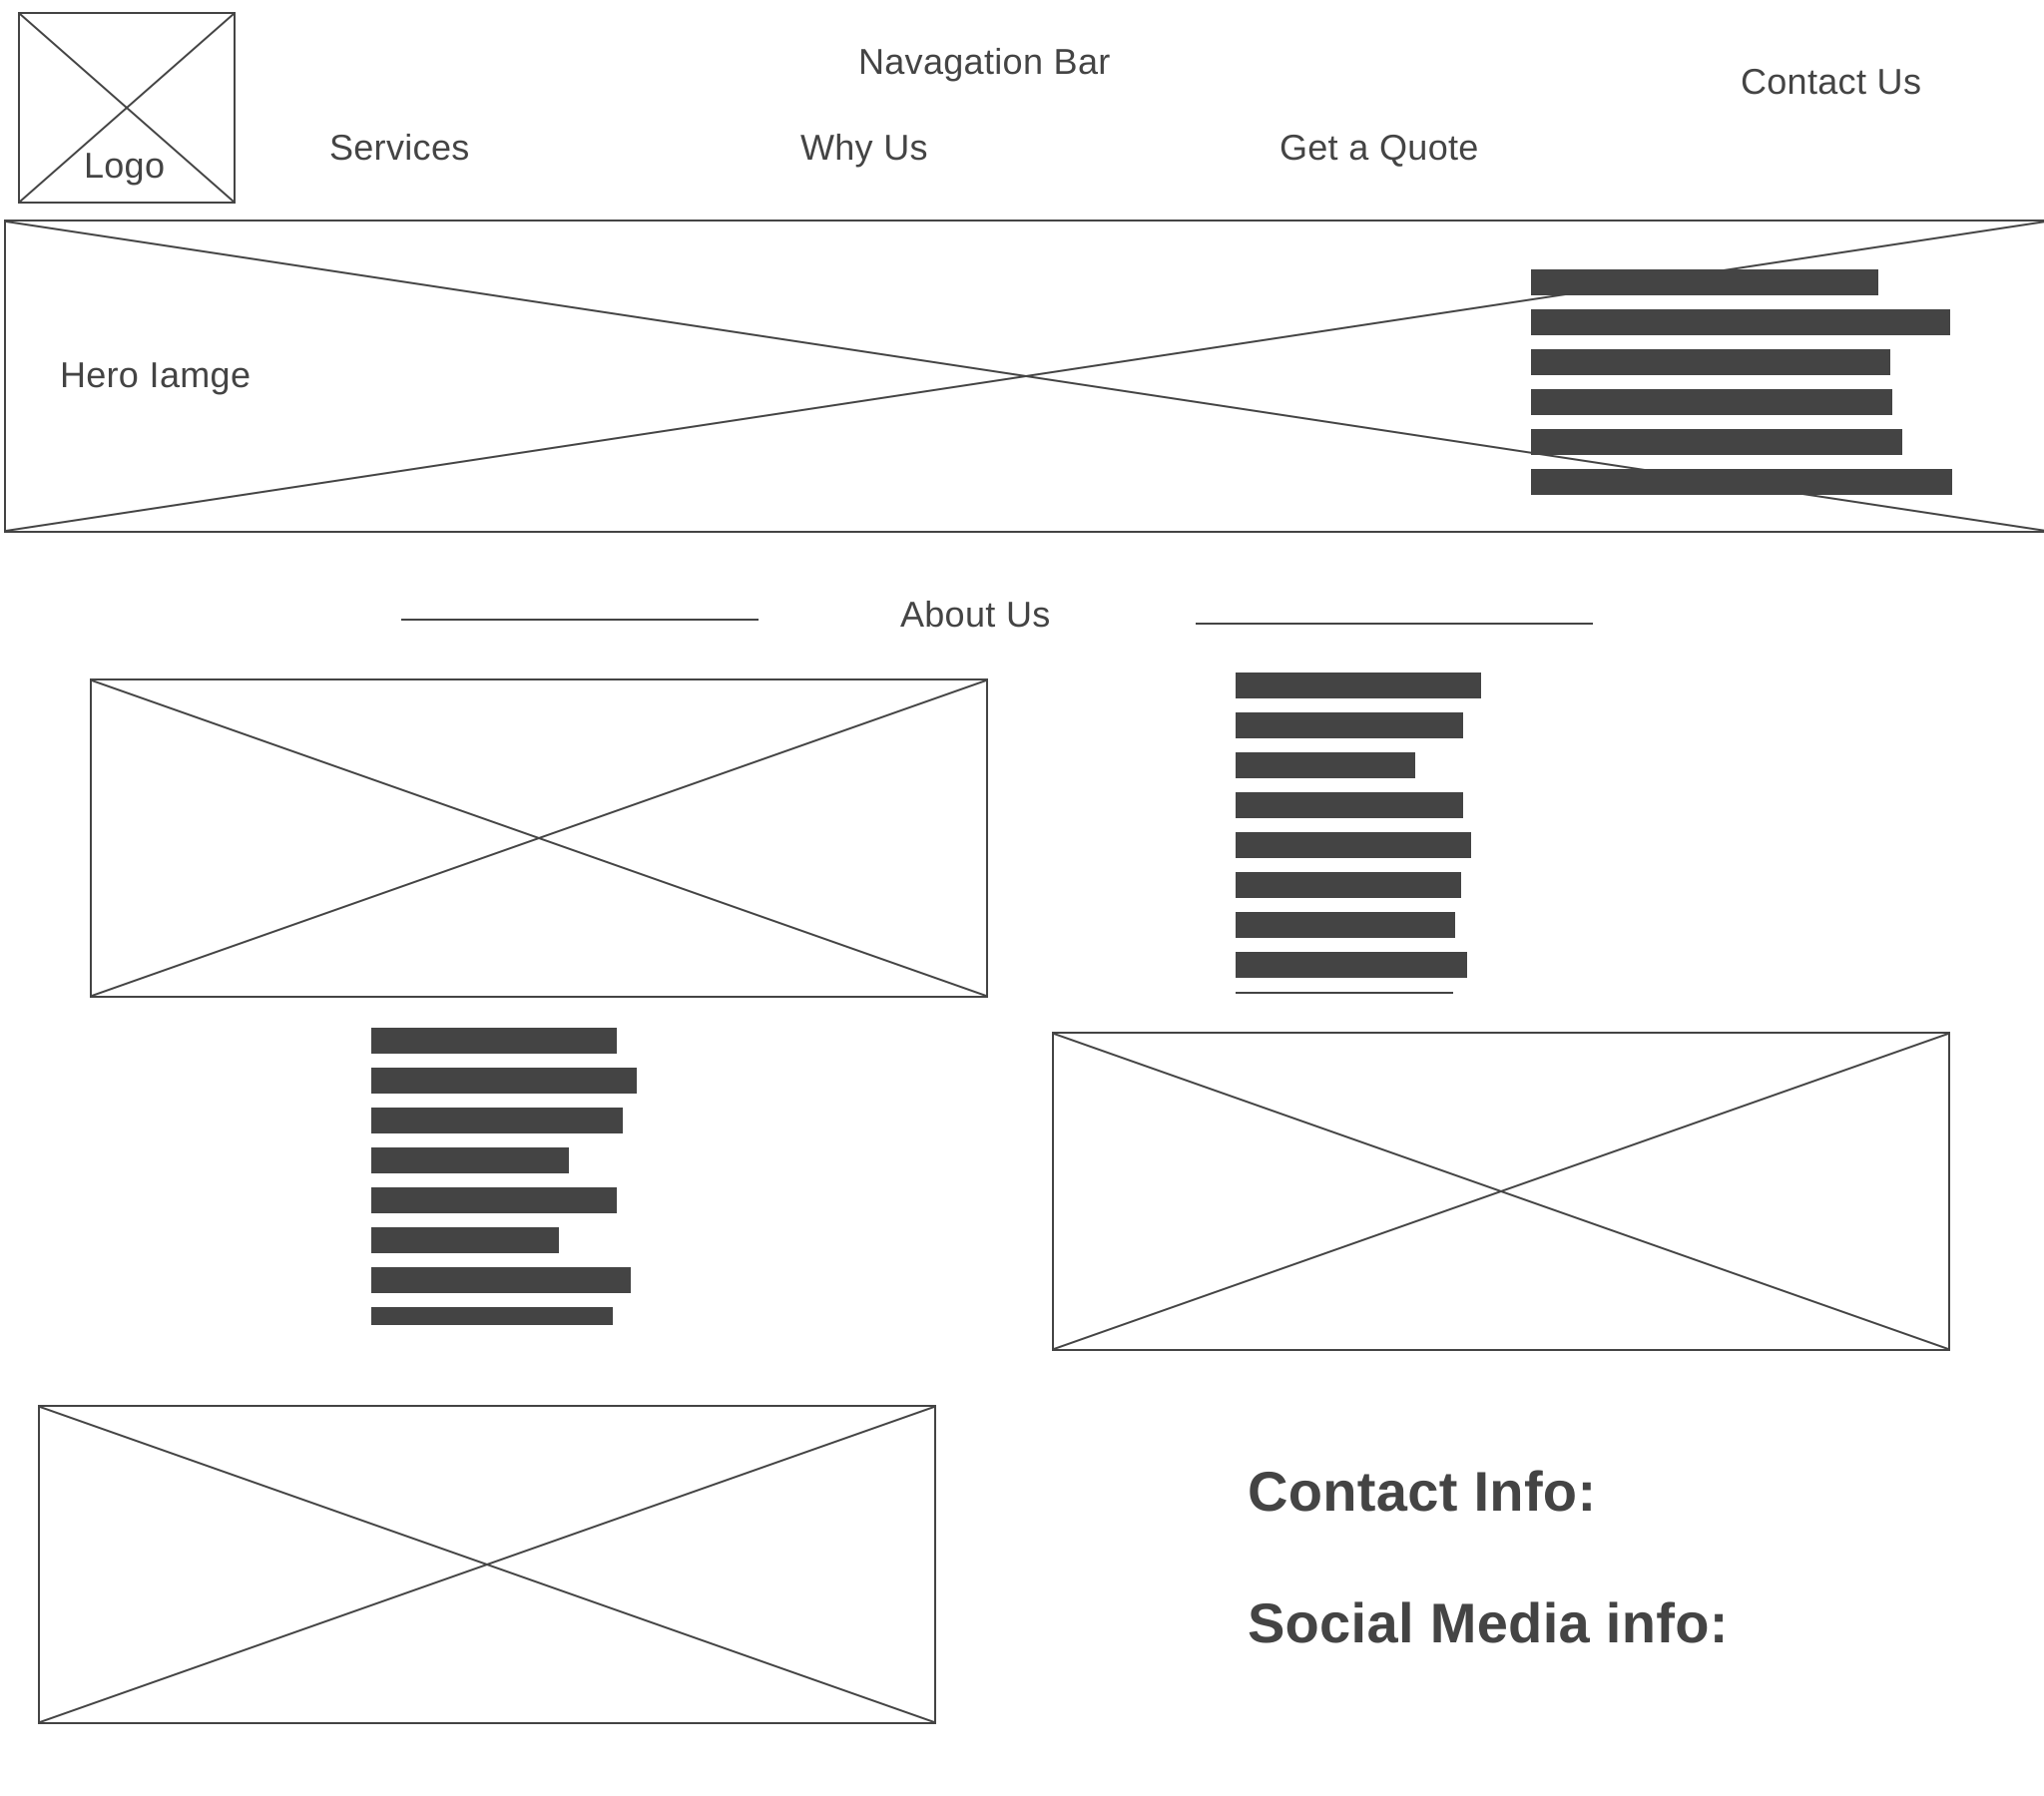 Navagation Bar
Contact Us
Logo
Services
Why Us
Get a Quote
Hero Iamge
About Us
Contact Info:
Social Media info: